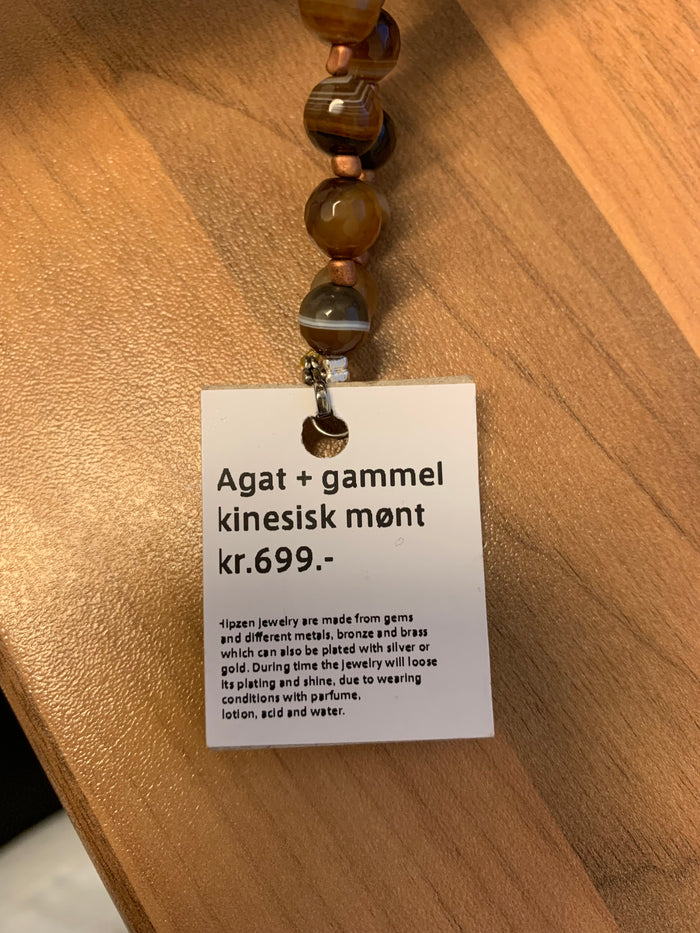 Agat + gammel
kinesisk mønt
kr.699.-
Hipzen jewelry are made from gems
and different metals, bronze and brass
which can also be plated with silver or
gold. During time the jewelry will loose
its plating and shine, due to wearing
conditions with parfume,
lotion, acid and water.